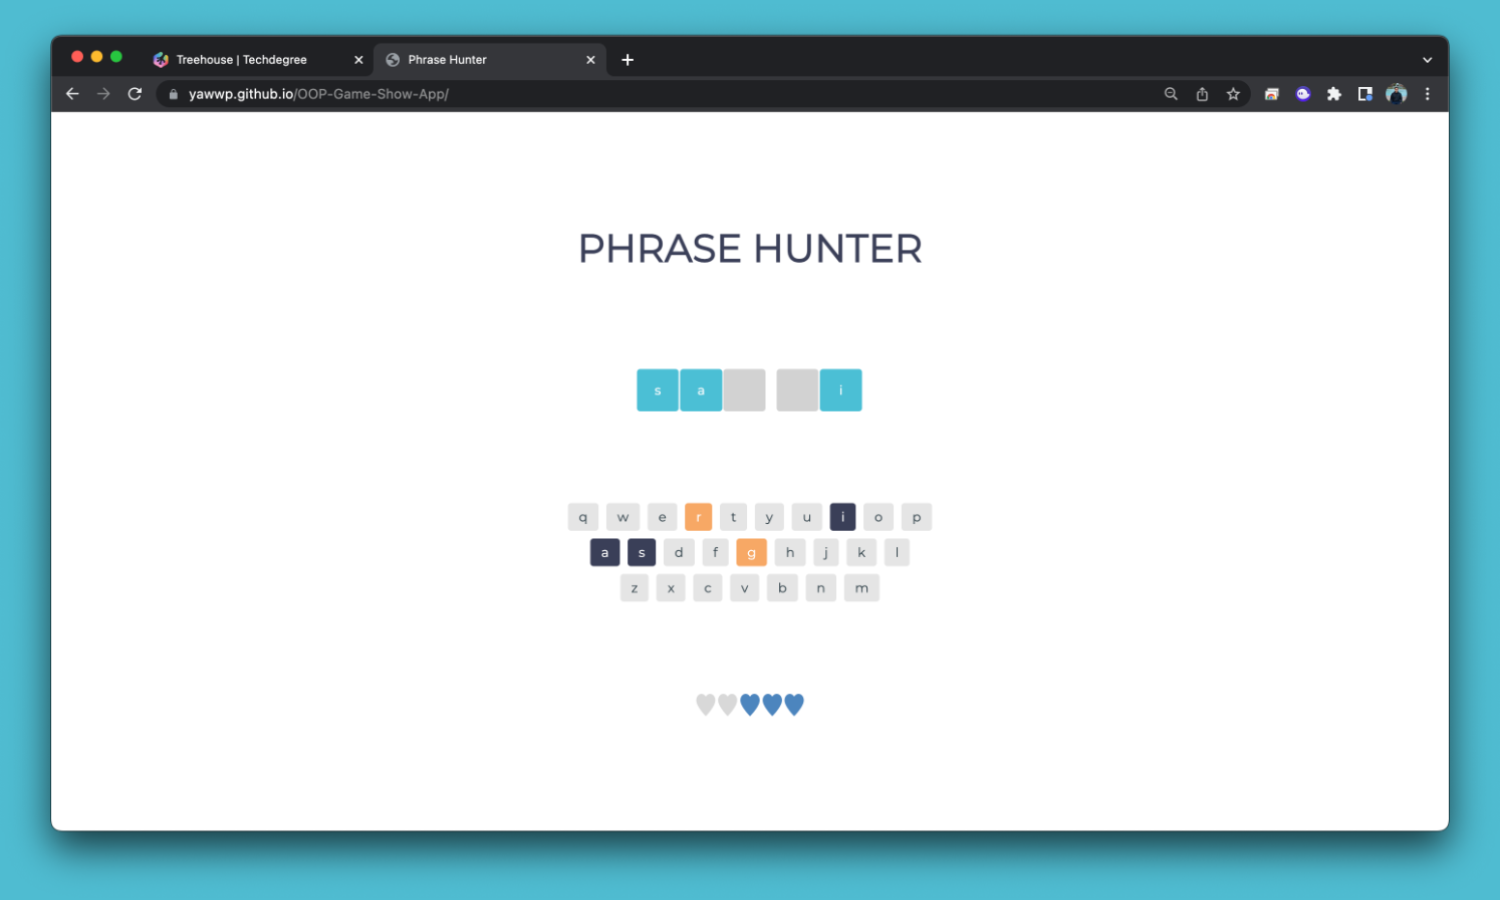 Treehouse | Techdegree
Phrase Hunter
yawwp.github.io/OOP-Game-Show-App/
PHRASE HUNTER
s a i
q w e r t y u i o p
a s d f g h j k l
z x c v b n m